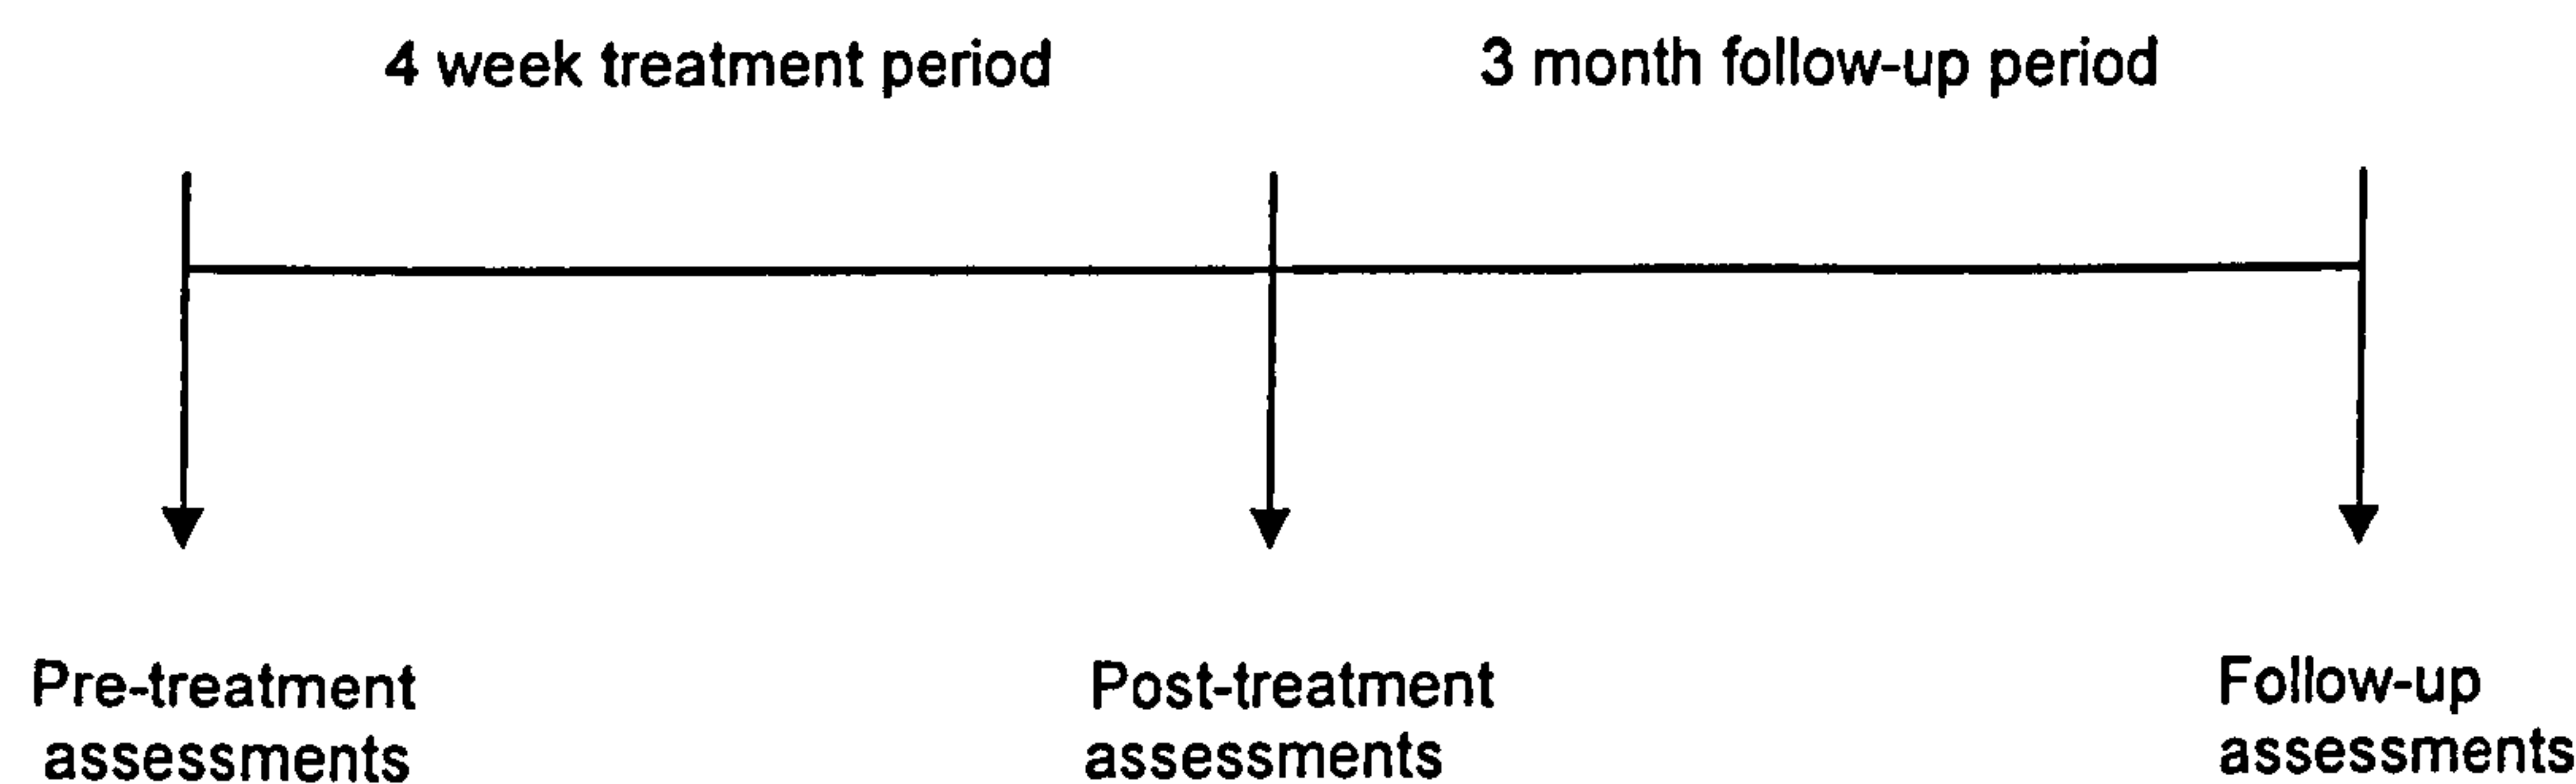 4 week treatment period
3 month follow-up period
Pre-treatment
assessments
Post-treatment
assessments
Follow-up
assessments